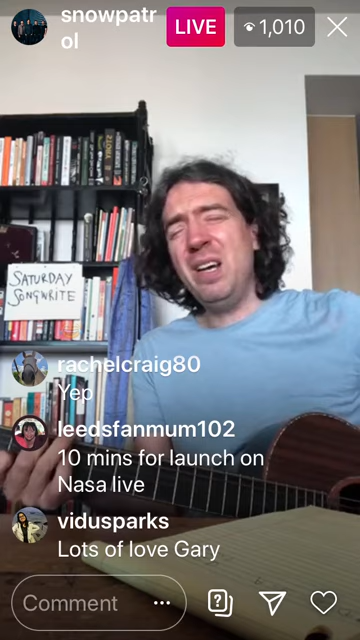 snowpatr
ol
LIVE
1,010
SATURDAY
SONGWRITE
rachelcraig80
Yep
leedsfanmum102
10 mins for launch on
Nasa live
vidusparks
Lots of love Gary
Comment